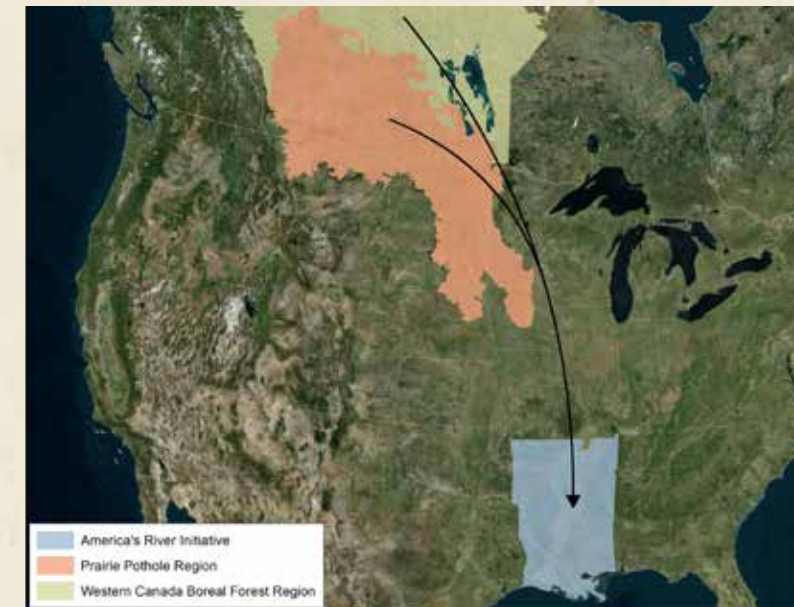 America's River Initiative
Prairie Pothole Region
Western Canada Boreal Forest Region